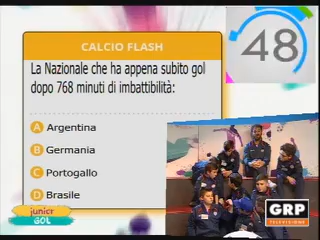 CALCIO FLASH
48
La Nazionale che ha appena subito gol
dopo 768 minuti di imbattibilità:
A Argentina
B Germania
C Portogallo
D Brasile
junior
GOL
GRP
TELEVISIONE